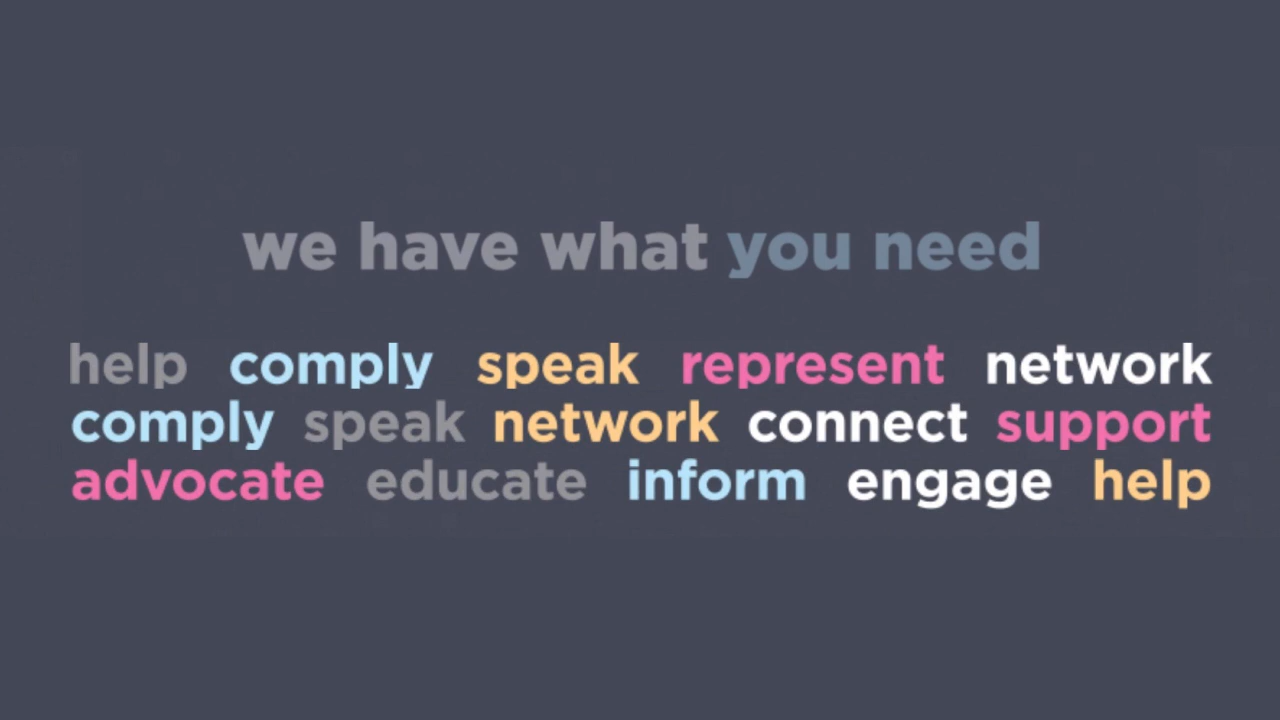 we have what you need
help comply speak represent network
comply speak network connect support
advocate educate inform engage help